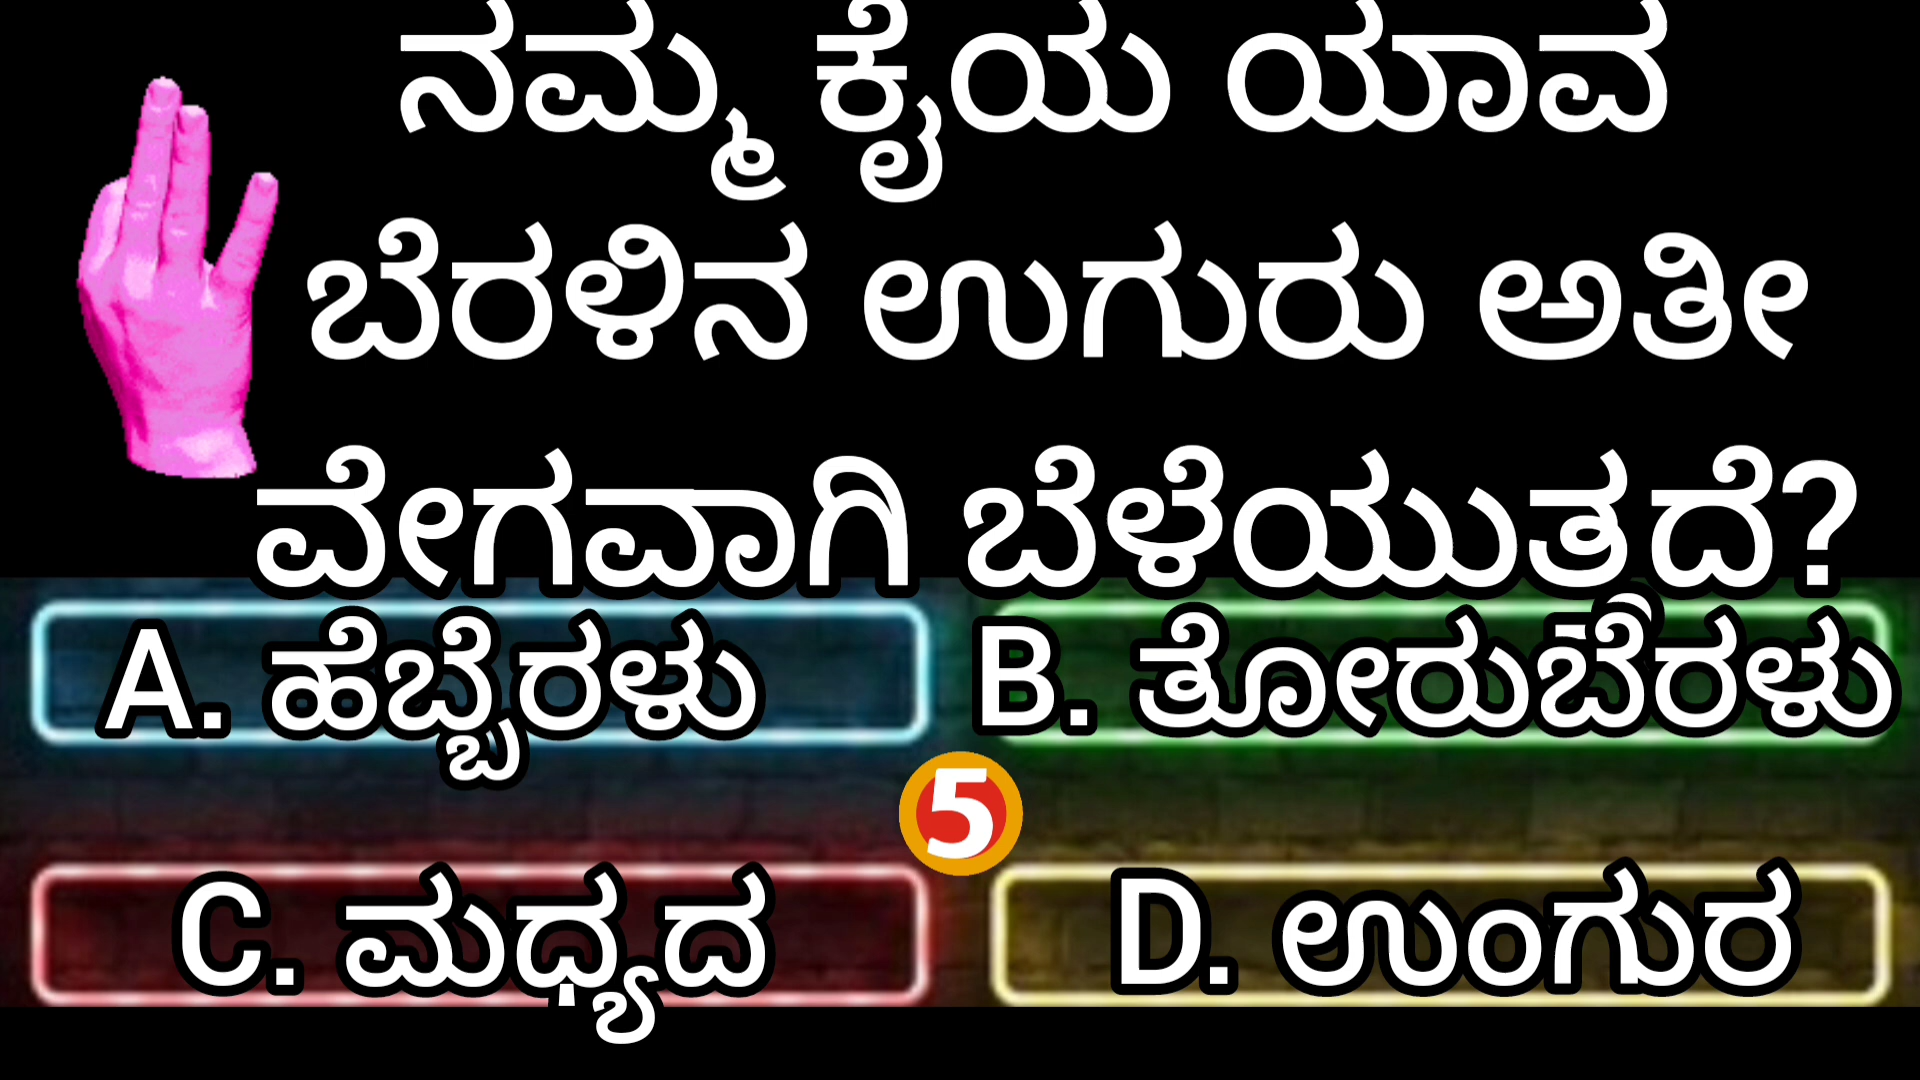 ನಮ್ಮ ಕೈಯ ಯಾವ
ಬೆರಳಿನ ಉಗುರು ಅತೀ
ವೇಗವಾಗಿ ಬೆಳೆಯುತ್ತದೆ?
A. ಹೆಬ್ಬೆರಳು
B. ತೋರುಬೆರಳು
5
C. ಮಧ್ಯದ
D. ಉಂಗುರ